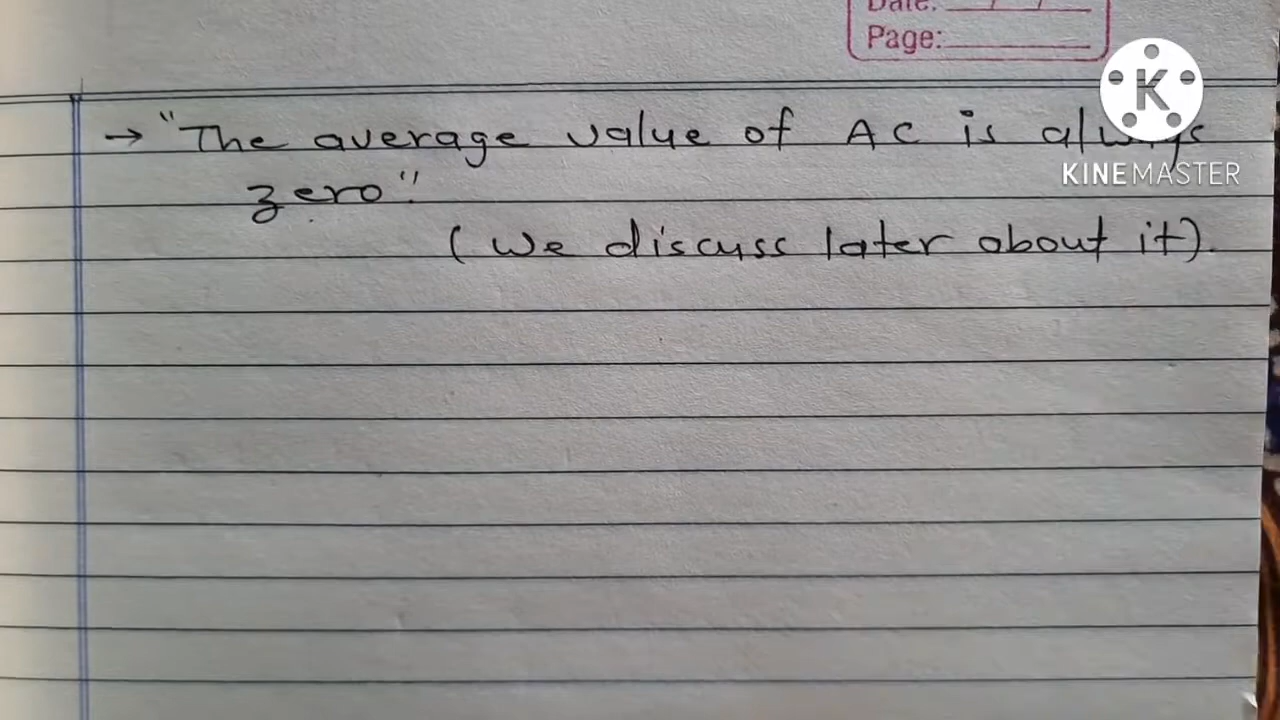 Date: / /
Page:
→ "The average value of AC is always
zero".
(We discuss later about it).
K
KINEMASTER